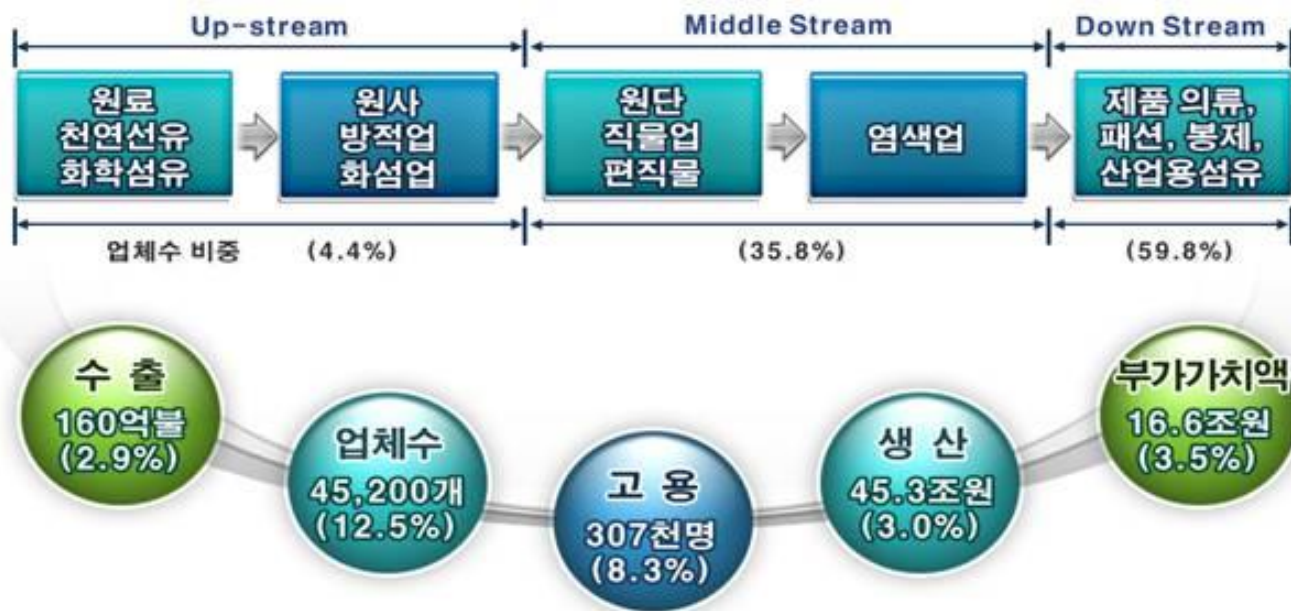 Up-stream
Middle Stream
Down Stream
원료
천연선유
화학섬유
원사
방적업
화섬업
원단
직물업
편직물
염색업
제품 의류,
패션, 봉제,
산업용섬유
업체수 비중 (4.4%)
(35.8%)
(59.8%)
수 출
160억불
(2.9%)
업체수
45,200개
(12.5%)
고 용
307천명
(8.3%)
생 산
45.3조원
(3.0%)
부가가치액
16.6조원
(3.5%)